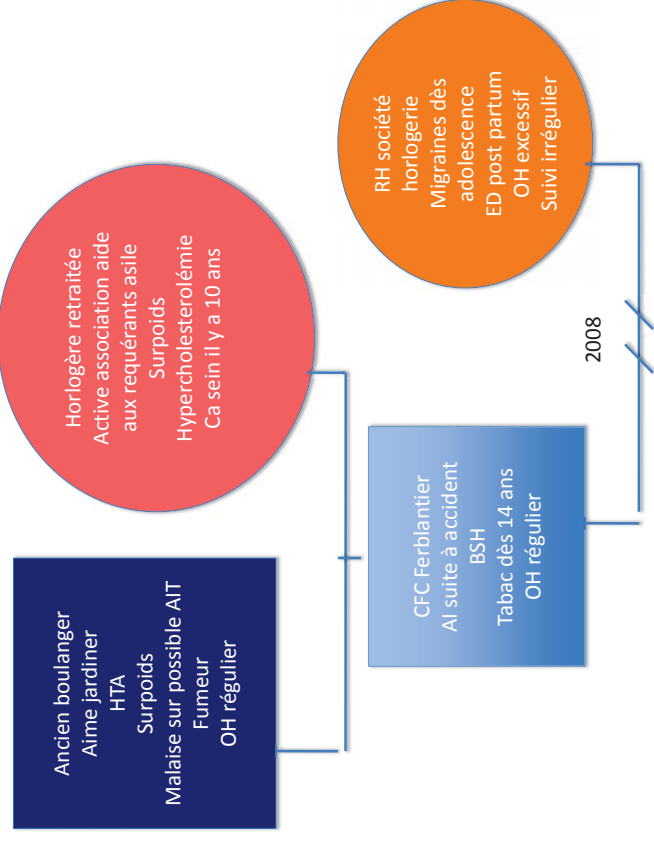 Ancien boulanger
Aime jardiner
HTA
Surpoids
Malaise sur possible AIT
Fumeur
OH régulier
Horlogère retraitée
Active association aide
aux requérants asile
Surpoids
Hypercholesterolémie
Ca sein il y a 10 ans
CFC Ferblantier
AI suite à accident
BSH
Tabac dès 14 ans
OH régulier
2008
RH société
horlogerie
Migraines dès
adolescence
ED post partum
OH excessif
Suivi irrégulier